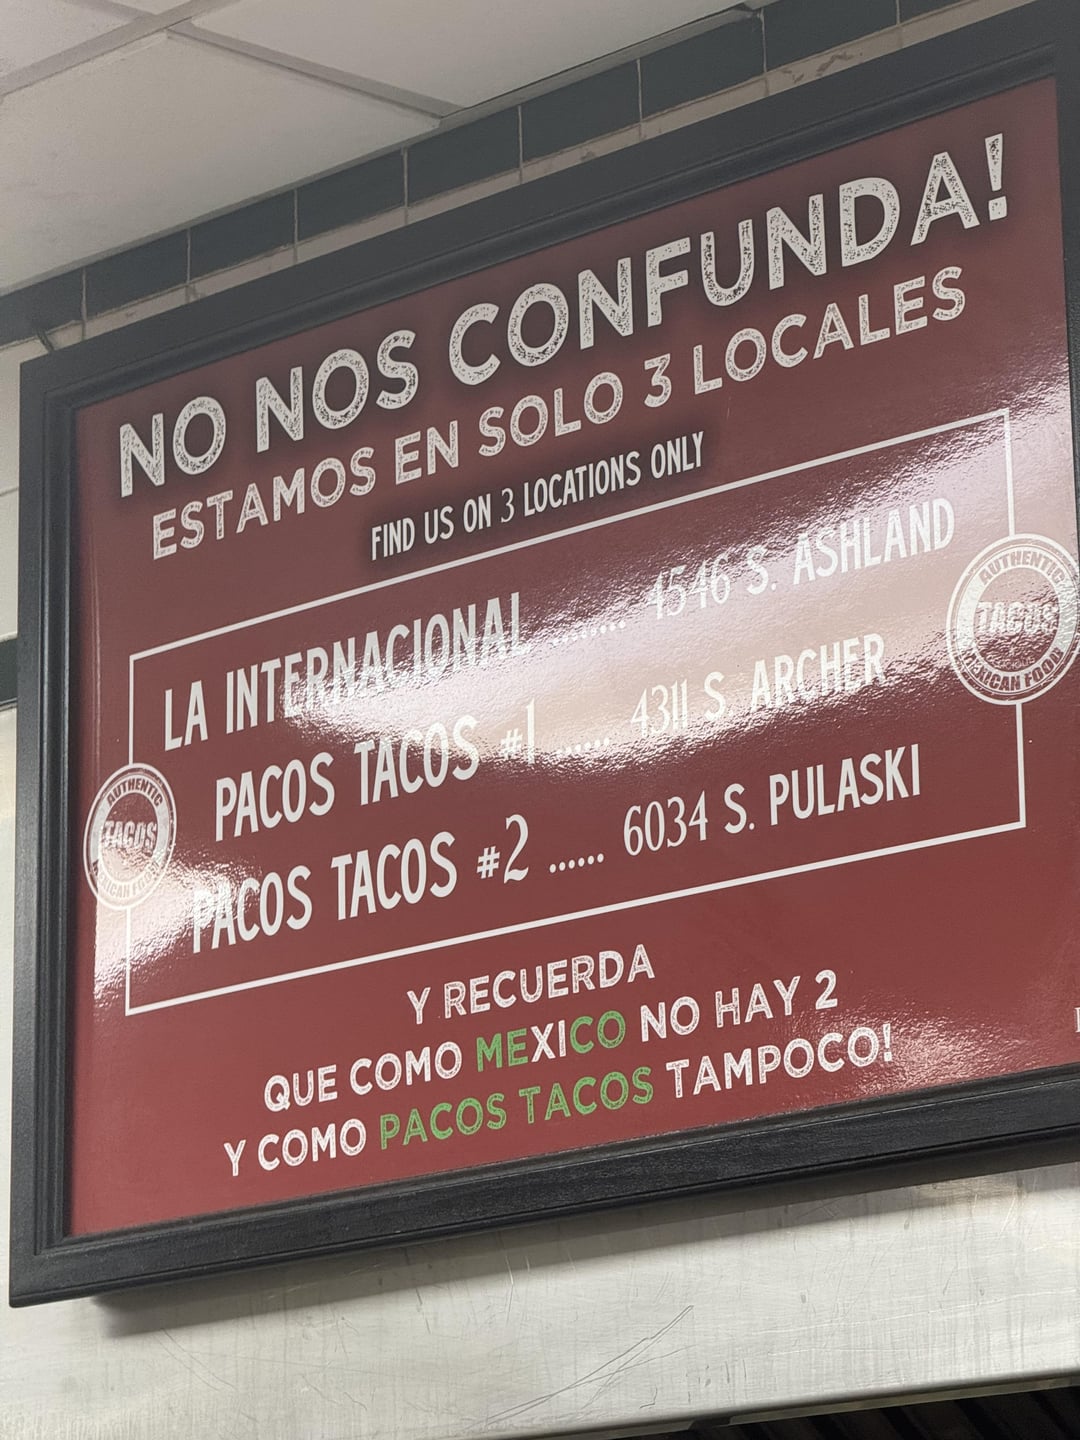 NO NOS CONFUNDA!
ESTAMOS EN SOLO 3 LOCALES
FIND US ON 3 LOCATIONS ONLY
LA INTERNACIONAL ......... 4546 S. ASHLAND
PACOS TACOS #1 ...... 4311 S. ARCHER
PACOS TACOS #2 ...... 6034 S. PULASKI
AUTHENTIC
TACOS
AUTHENTIC
TACOS
Y RECUERDA
QUE COMO MEXICO NO HAY 2
Y COMO PACOS TACOS TAMPOCO!